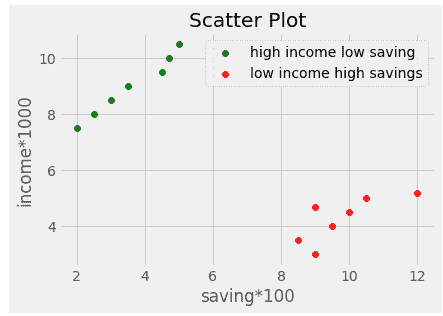 Scatter Plot
high income low saving
low income high savings
income*1000
10
8
6
4
2 4 6 8 10 12
saving*100